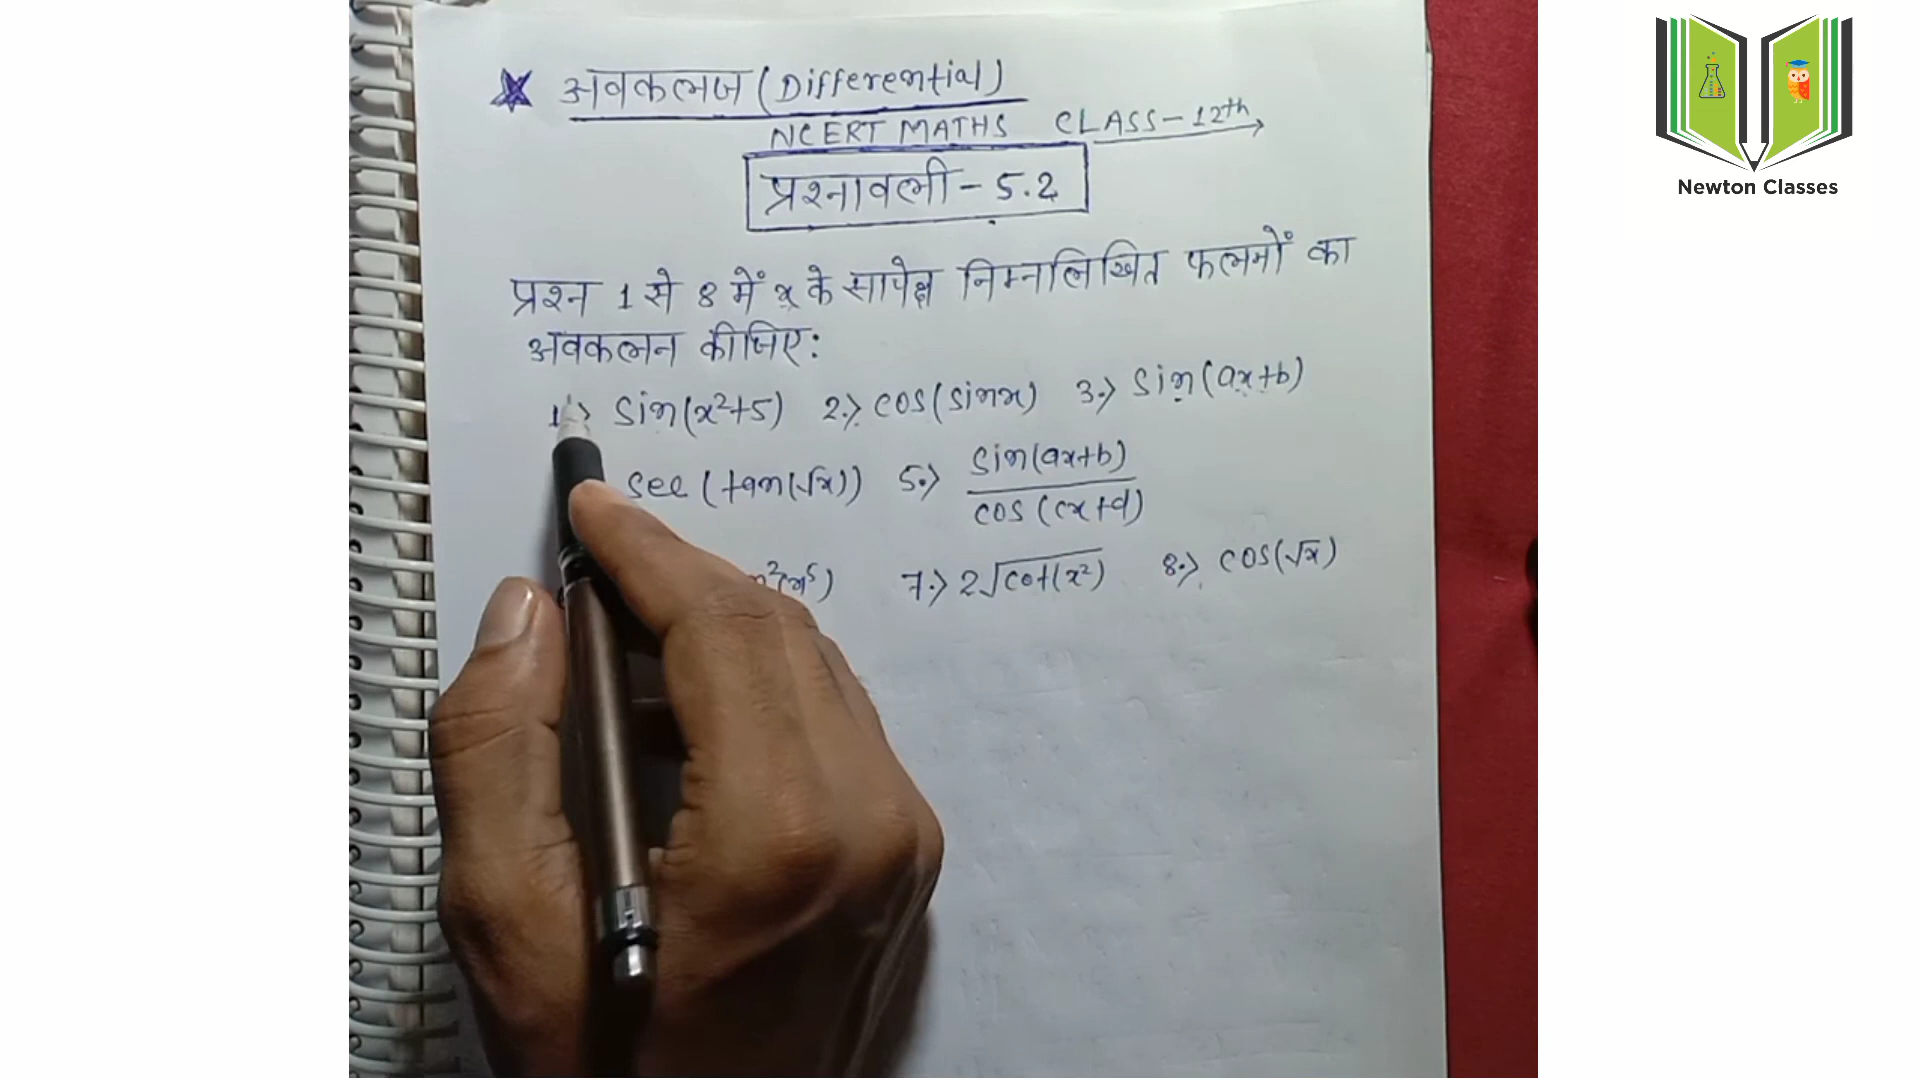 अवकलज (Differential)
NCERT MATHS CLASS-12th
प्रश्नावली - 5.2
प्रश्न 1 से 8 में x के सापेक्ष निम्नलिखित फलनों का
अवकलन कीजिए:
1.> Sin(x²+5) 2.> cos(sinx) 3.> Sin(ax+b)
sec(tan(√x)) 5.> sin(ax+b)/cos(cx+d)
²(x⁵) 7.> 2√cot(x²) 8.> cos(√x)
Newton Classes